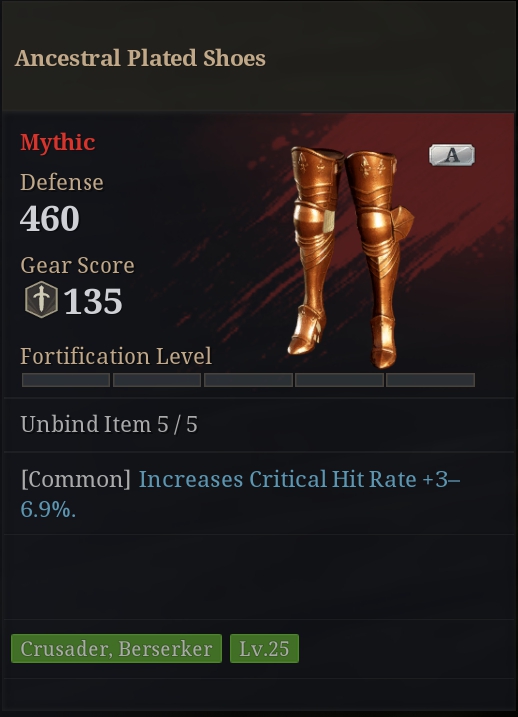 Ancestral Plated Shoes
Mythic
A
Defense
460
Gear Score
135
Fortification Level
Unbind Item 5 / 5
[Common] Increases Critical Hit Rate +3–
6.9%.
Crusader, Berserker Lv.25